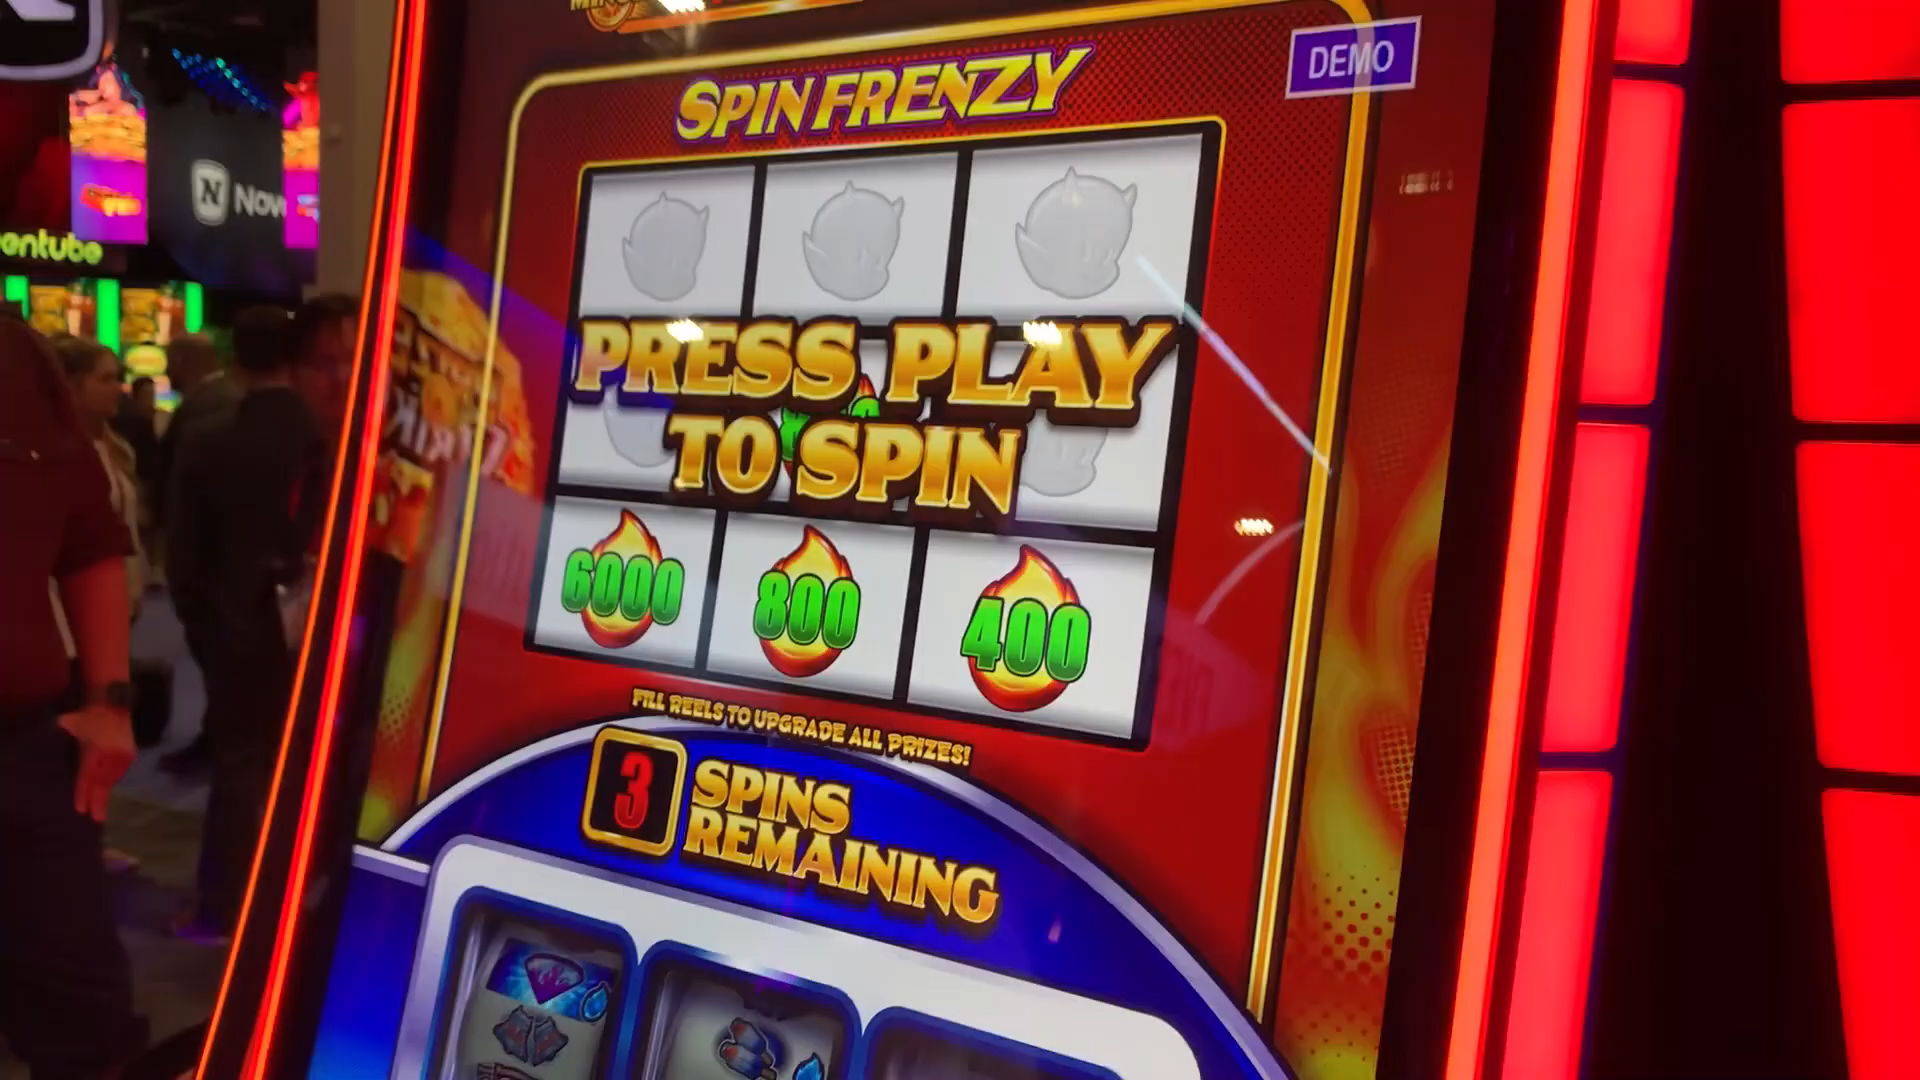 DEMO
SPIN FRENZY
N
entube
PRESS PLAY
TO SPIN
6000
800
400
FILL REELS TO UPGRADE ALL PRIZES!
3
SPINS
REMAINING